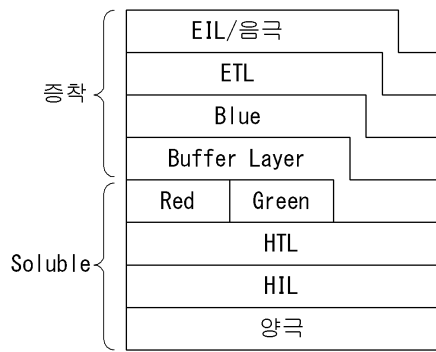 EIL/음극
ETL
증착
Blue
Buffer Layer
Red Green
HTL
Soluble
HIL
양극